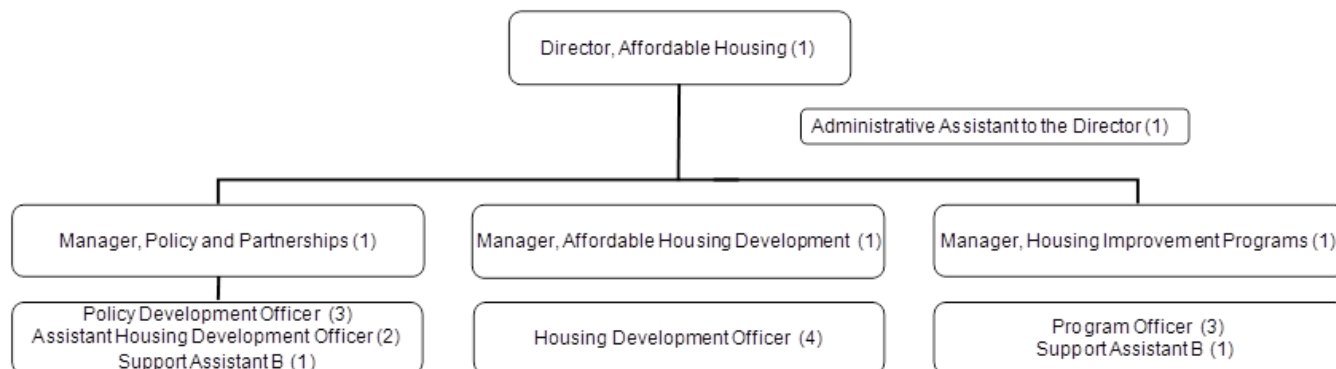 Director, Affordable Housing (1)
Administrative Assistant to the Director (1)
Manager, Policy and Partnerships (1)
Manager, Affordable Housing Development (1)
Manager, Housing Improvement Programs (1)
Policy Development Officer (3)
Assistant Housing Development Officer (2)
Support Assistant B (1)
Housing Development Officer (4)
Program Officer (3)
Support Assistant B (1)